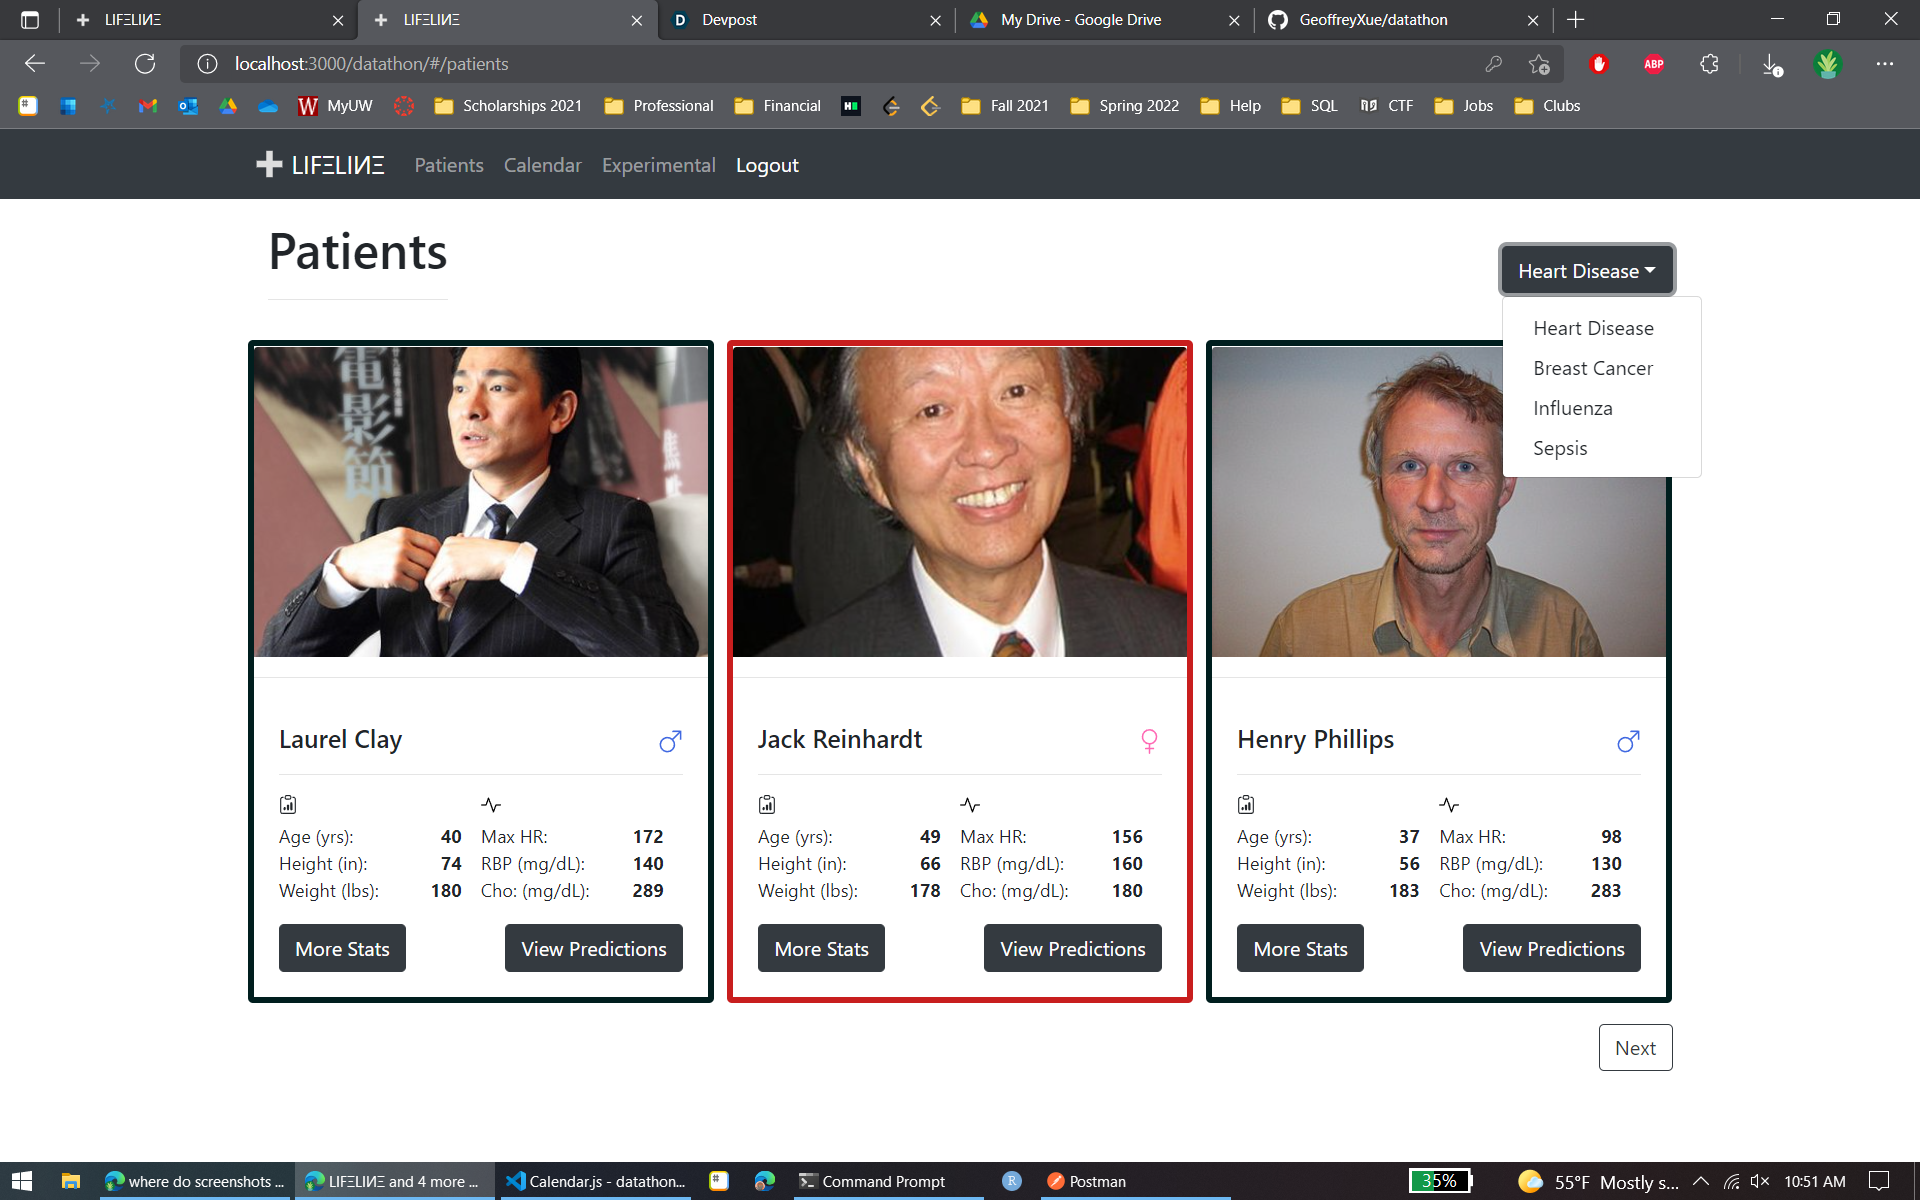 LIFΞLIИΞ
LIFΞLIИΞ
Devpost
My Drive - Google Drive
GeoffreyXue/datathon
localhost:3000/datathon/#/patients
ABP
MyUW
Scholarships 2021
Professional
Financial
Fall 2021
Spring 2022
Help
SQL
CTF
Jobs
Clubs
LIFΞLIИΞ
Patients
Calendar
Experimental
Logout
Patients
Heart Disease
Heart Disease
Breast Cancer
Influenza
Sepsis
電影節
Laurel Clay
Age (yrs): 40 Max HR: 172
Height (in): 74 RBP (mg/dL): 140
Weight (lbs): 180 Cho: (mg/dL): 289
More Stats
View Predictions
Jack Reinhardt
Age (yrs): 49 Max HR: 156
Height (in): 66 RBP (mg/dL): 160
Weight (lbs): 178 Cho: (mg/dL): 180
More Stats
View Predictions
Henry Phillips
Age (yrs): 37 Max HR: 98
Height (in): 56 RBP (mg/dL): 130
Weight (lbs): 183 Cho: (mg/dL): 283
More Stats
View Predictions
Next
where do screenshots ...
LIFΞLIИΞ and 4 more ...
Calendar.js - datathon...
Command Prompt
R
Postman
35%
55°F Mostly s...
10:51 AM